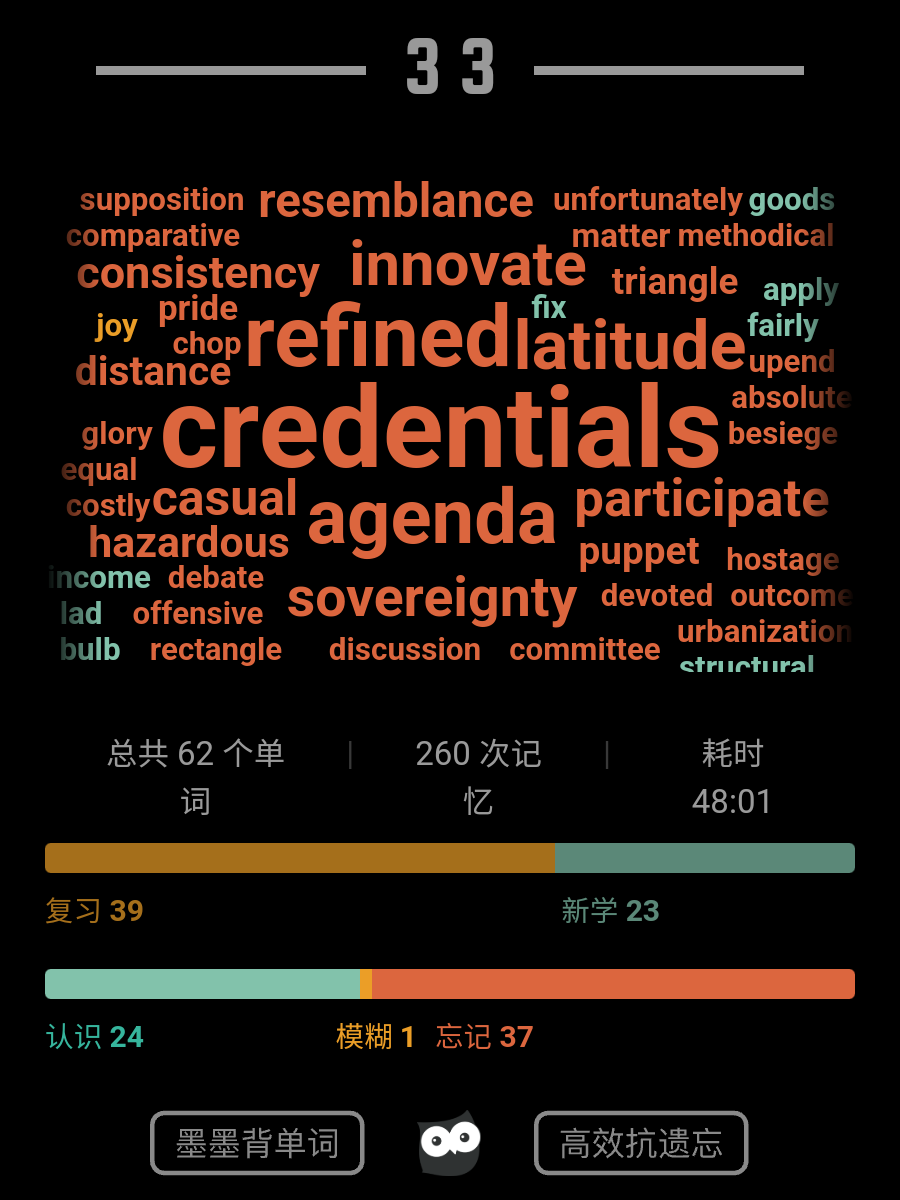 33
supposition resemblance unfortunately goods
comparative matter methodical
consistency innovate triangle apply
joy pride fix fairly
chop refined latitude upend
distance absolute
glory credentials besiege
equal
costly casual agenda participate
hazardous puppet hostage
income debate sovereignty devoted outcome
lad offensive urbanization
bulb rectangle discussion committee
structural
总共 62 个单 | 260 次记 | 耗时
词 忆 48:01
复习 39 新学 23
认识 24 模糊 1 忘记 37
墨墨背单词 高效抗遗忘